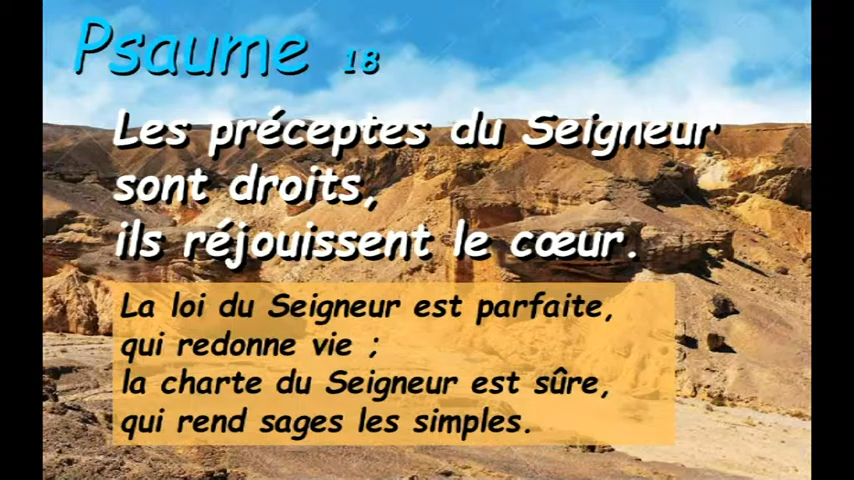 Psaume 18
Les préceptes du Seigneur
sont droits,
ils réjouissent le cœur.
La loi du Seigneur est parfaite,
qui redonne vie ;
la charte du Seigneur est sûre,
qui rend sages les simples.